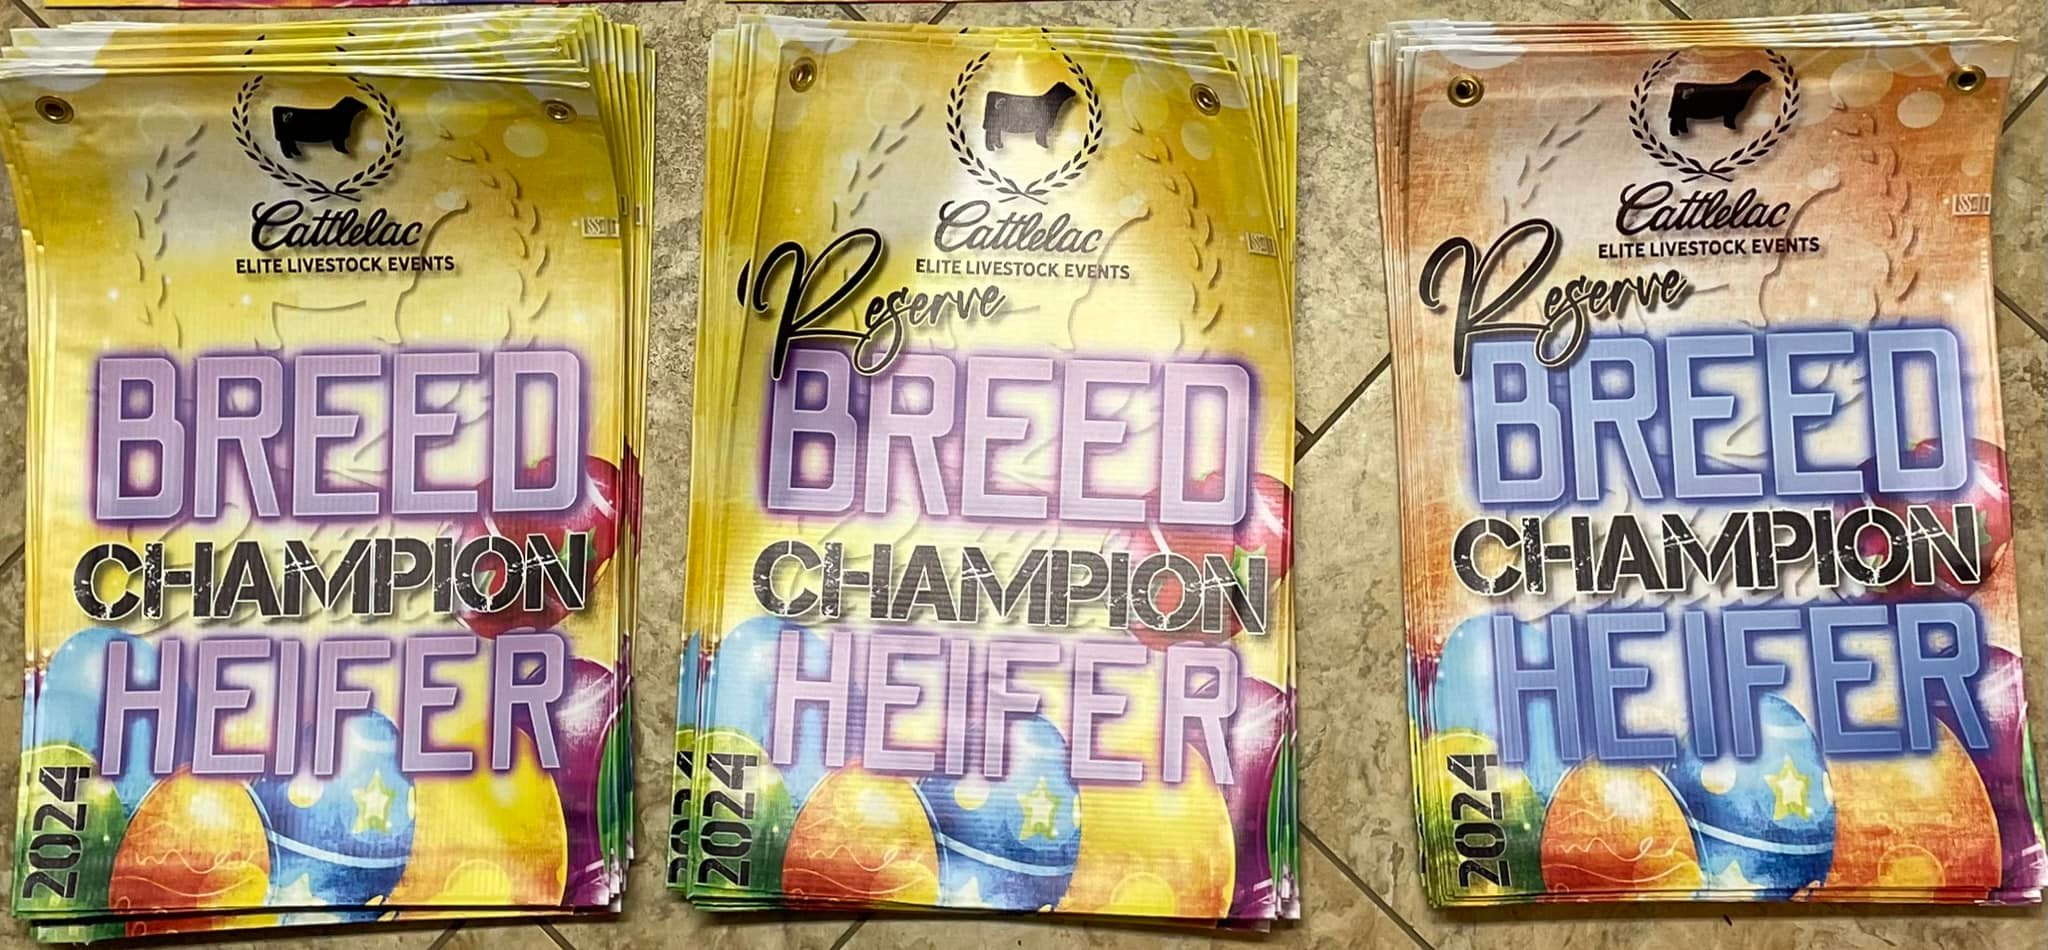 Cattlelac
ELITE LIVESTOCK EVENTS
BREED
CHAMPION
HEIFER
2024
Cattlelac
ELITE LIVESTOCK EVENTS
Reserve
BREED
CHAMPION
HEIFER
2024
2024
Cattlelac
ELITE LIVESTOCK EVENTS
Reserve
BREED
CHAMPION
HEIFER
2024